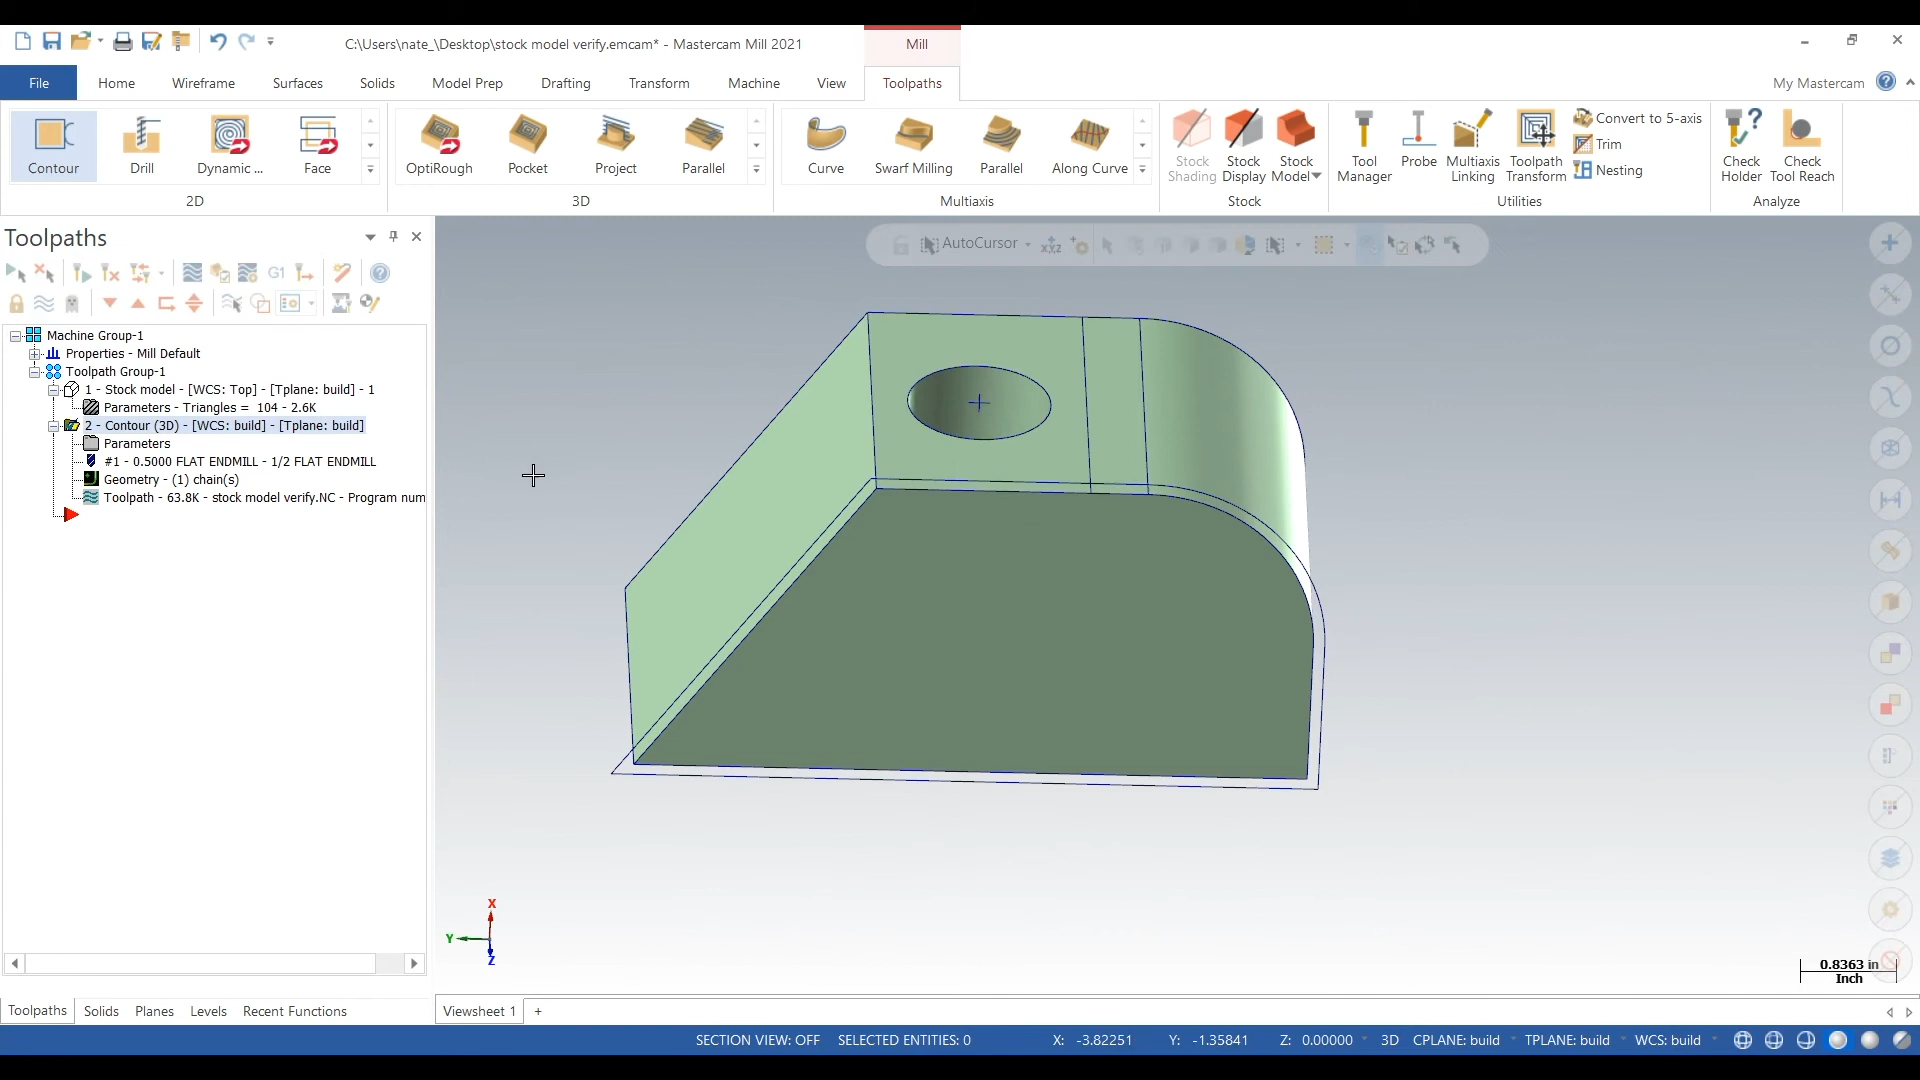 C:\Users\nate_\Desktop\stock model verify.emcam* - Mastercam Mill 2021
Mill
File
Home
Wireframe
Surfaces
Solids
Model Prep
Drafting
Transform
Machine
View
Toolpaths
My Mastercam
Contour
Drill
Dynamic ...
Face
2D
OptiRough
Pocket
Project
Parallel
3D
Curve
Swarf Milling
Parallel
Along Curve
Multiaxis
Stock Shading
Stock Display
Stock Model
Stock
Tool Manager
Probe
Multiaxis Linking
Toolpath Transform
Convert to 5-axis
Trim
Nesting
Utilities
Check Holder
Check Tool Reach
Analyze
Toolpaths
G1
AutoCursor
Machine Group-1
Properties - Mill Default
Toolpath Group-1
1 - Stock model - [WCS: Top] - [Tplane: build] - 1
Parameters - Triangles =  104 - 2.6K
2 - Contour (3D) - [WCS: build] - [Tplane: build]
Parameters
#1 - 0.5000 FLAT ENDMILL - 1/2 FLAT ENDMILL
Geometry - (1) chain(s)
Toolpath - 63.8K - stock model verify.NC - Program num
X
Y
Z
0.8363 in
Inch
Toolpaths
Solids
Planes
Levels
Recent Functions
Viewsheet 1
+
SECTION VIEW: OFF
SELECTED ENTITIES: 0
X: -3.82251
Y: -1.35841
Z: 0.00000
3D
CPLANE: build
TPLANE: build
WCS: build